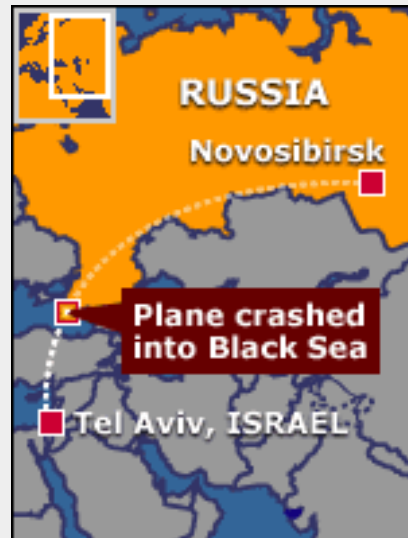 RUSSIA
Novosibirsk
Plane crashed
into Black Sea
Tel Aviv, ISRAEL